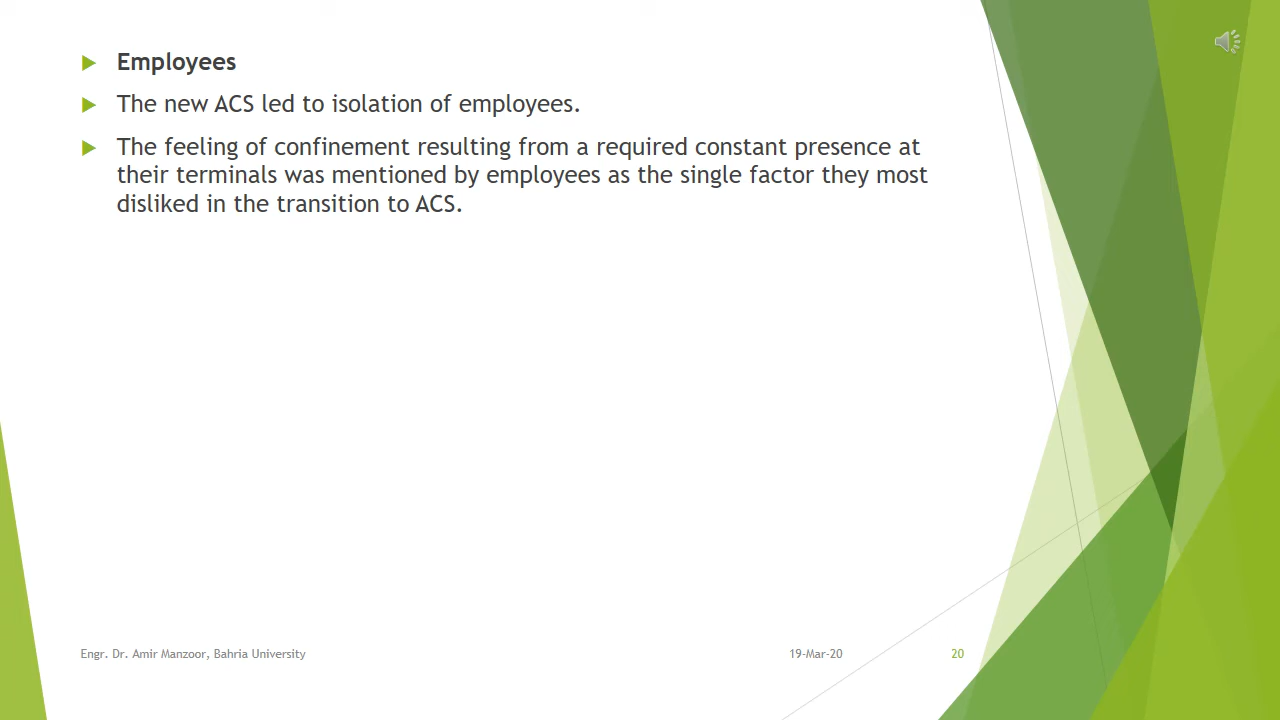 Employees
The new ACS led to isolation of employees.
The feeling of confinement resulting from a required constant presence at
their terminals was mentioned by employees as the single factor they most
disliked in the transition to ACS.
Engr. Dr. Amir Manzoor, Bahria University
19-Mar-20
20